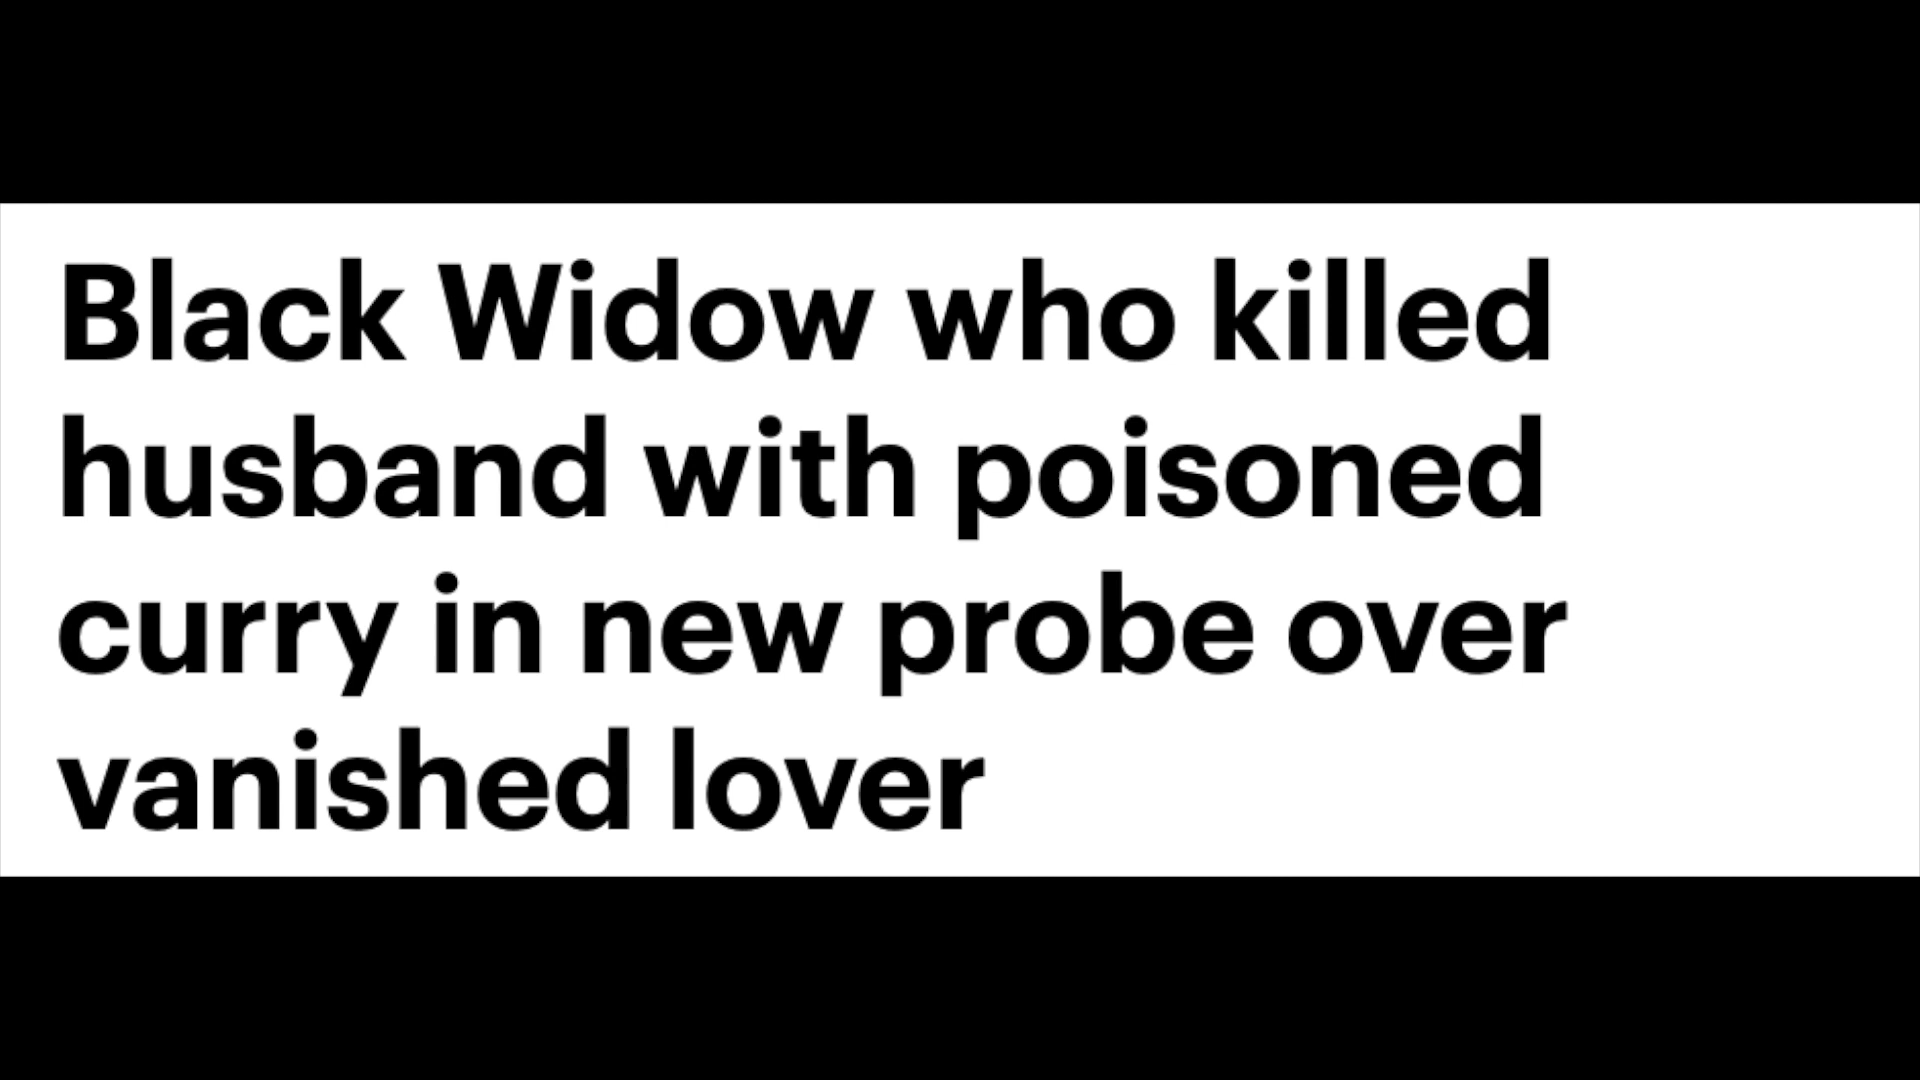 Black Widow who killed
husband with poisoned
curry in new probe over
vanished lover